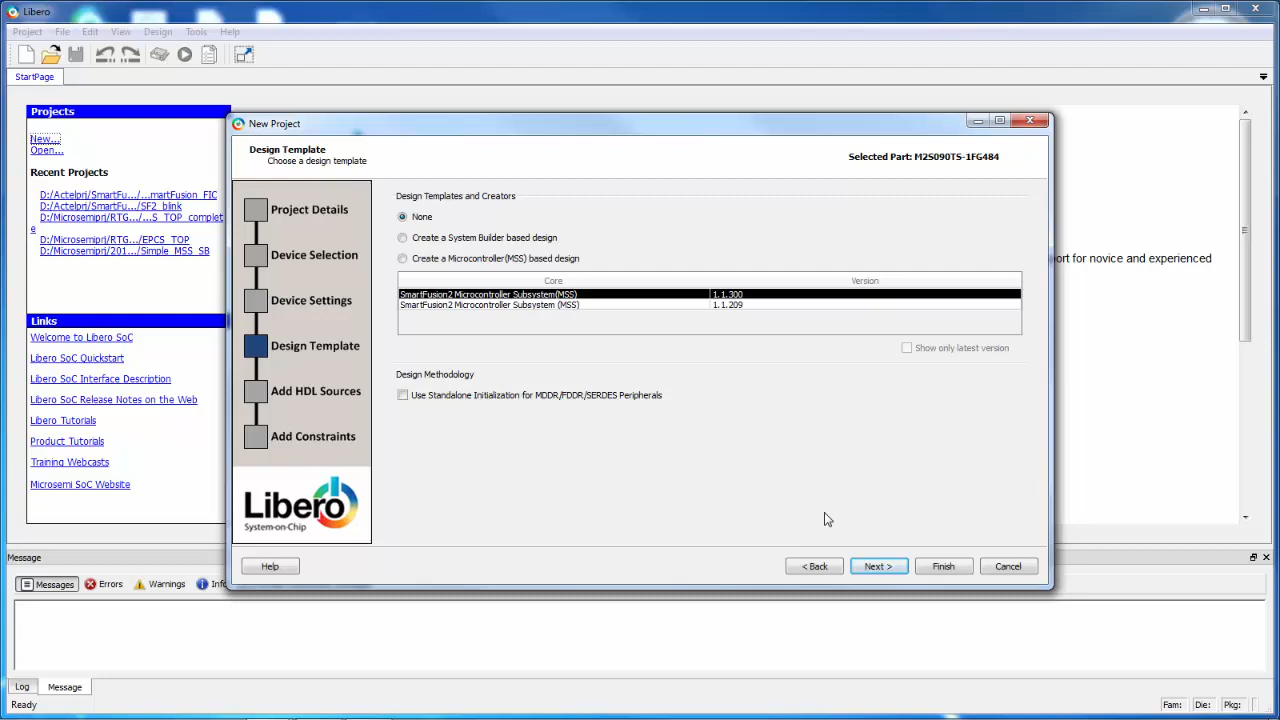 Libero
Project File Edit View Design Tools Help
StartPage
Projects
New...
Open...
Recent Projects
D:/Actelprj/SmartFu.../...martFusion_FIC
D:/Actelprj/SmartFu.../SF2_blink
D:/Microsemiprj/RTG.../...S_TOP_complet
e
D:/Microsemiprj/RTG.../EPCS_TOP
D:/Microsemiprj/201.../Simple_MSS_SB
Links
Welcome to Libero SoC
Libero SoC Quickstart
Libero SoC Interface Description
Libero SoC Release Notes on the Web
Libero Tutorials
Product Tutorials
Training Webcasts
Microsemi SoC Website
ort for novice and experienced
New Project
Design Template
Choose a design template
Selected Part: M2S090TS-1FG484
Project Details
Device Selection
Device Settings
Design Template
Add HDL Sources
Add Constraints
Libero
System-on-Chip
Design Templates and Creators
None
Create a System Builder based design
Create a Microcontroller(MSS) based design
Core Version
SmartFusion2 Microcontroller Subsystem(MSS) 1.1.300
SmartFusion2 Microcontroller Subsystem (MSS) 1.1.209
Show only latest version
Design Methodology
Use Standalone Initialization for MDDR/FDDR/SERDES Peripherals
Help < Back Next > Finish Cancel
Message
Messages Errors Warnings Inf
Log Message
Ready Fam: Die: Pkg: